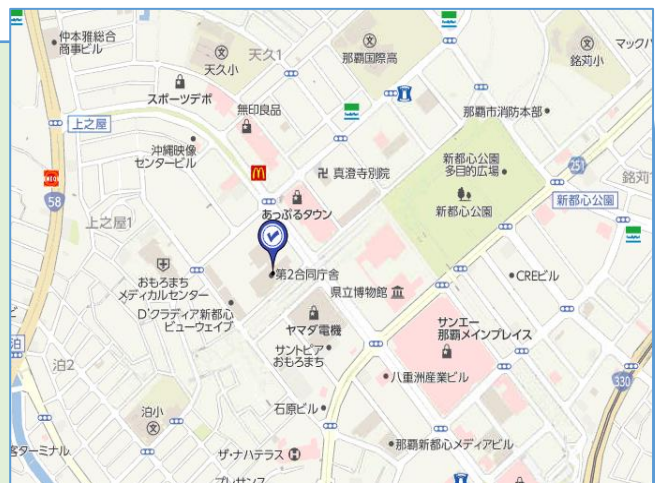 仲本雅総合
商事ビル
天久1
天久小
那覇国際高
銘苅小
マックハ
スポーツデポ
無印良品
那覇市消防本部
上之屋
沖縄映像
センタービル
真澄寺別院
新都心公園
多目的広場
251
新都心公園
銘苅
新都心公園
58
上之屋1
あっぷるタウン
第2合同庁舎
おもろまち
メディカルセンター
県立博物館
CREビル
D'クラディア新都心
ビューウェイブ
ヤマダ電機
サンエー
那覇メインプレイス
サントピア
おもろまち
泊
泊2
八重洲産業ビル
330
泊小
石原ビル
那覇新都心メディアビル
客ターミナル
ザ・ナハテラス
H
プレサンス